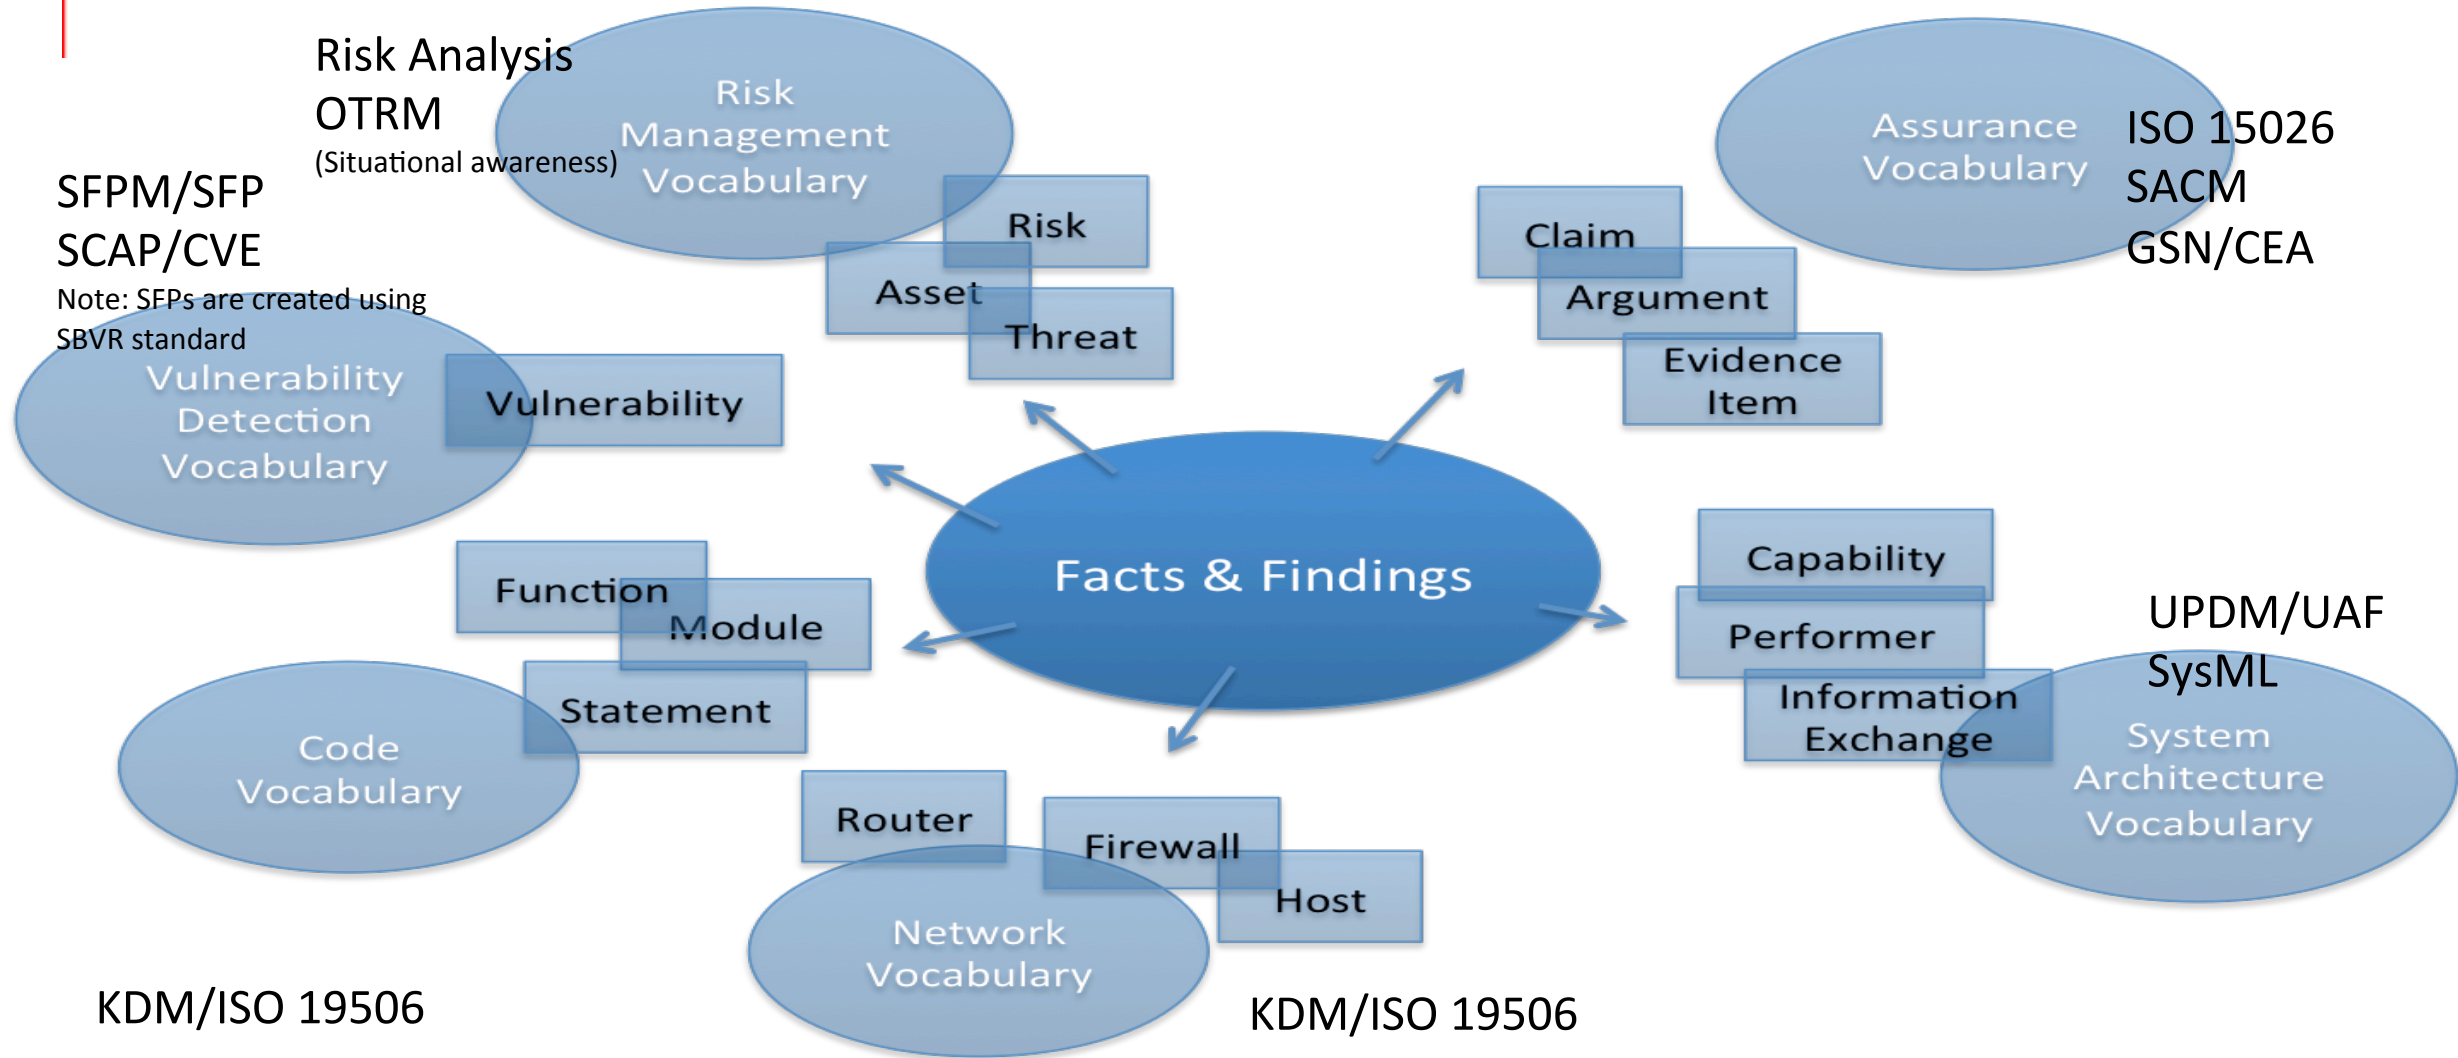 Risk Analysis
OTRM
(Situational awareness)
Risk
Management
Vocabulary
Risk
Asset
Threat
Assurance
Vocabulary
ISO 15026
SACM
GSN/CEA
Claim
Argument
Evidence
Item
SFPM/SFP
SCAP/CVE
Note: SFPs are created using
SBVR standard
Vulnerability
Detection
Vocabulary
Vulnerability
Facts & Findings
Function
Module
Statement
Code
Vocabulary
KDM/ISO 19506
Router
Firewall
Host
Network
Vocabulary
KDM/ISO 19506
Capability
Performer
Information
Exchange
UPDM/UAF
SysML
System
Architecture
Vocabulary